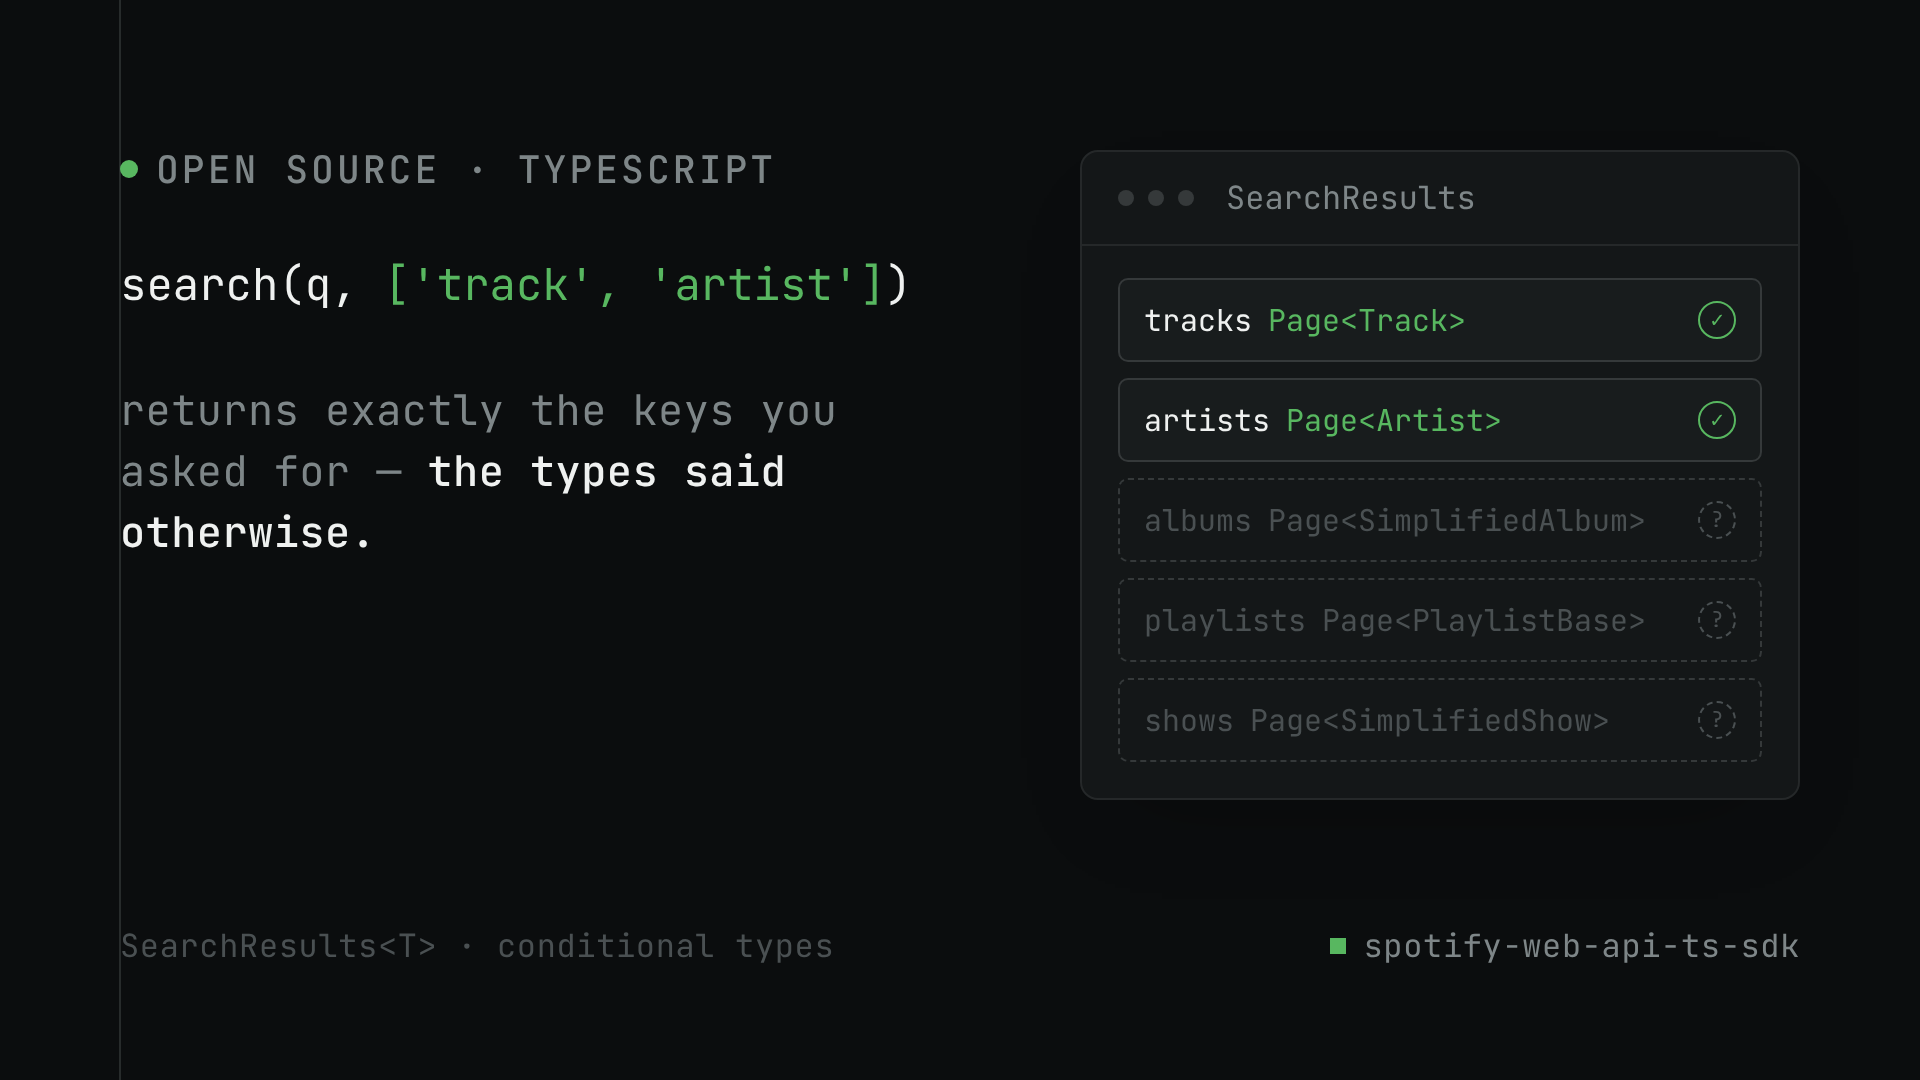 OPEN SOURCE · TYPESCRIPT
search(q, ['track', 'artist'])
returns exactly the keys you
asked for — the types said
otherwise.
SearchResults
tracks Page<Track> ✓
artists Page<Artist> ✓
albums Page<SimplifiedAlbum> ?
playlists Page<PlaylistBase> ?
shows Page<SimplifiedShow> ?
SearchResults<T> · conditional types
spotify-web-api-ts-sdk